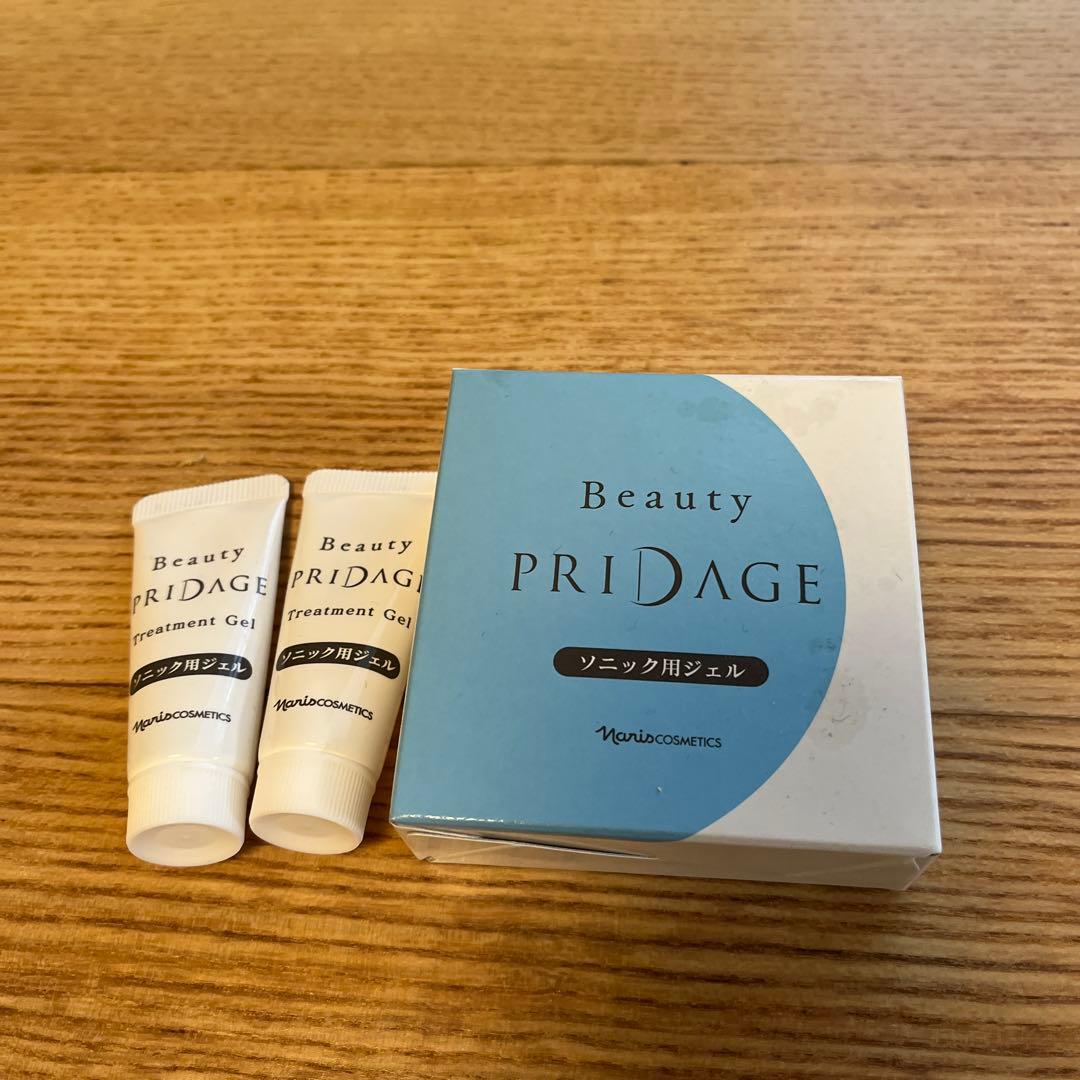 Beauty
PRIDAGE
Treatment Gel
ソニック用ジェル
NarisCOSMETICS
Beauty
PRIDAGE
Treatment Gel
ソニック用ジェル
NarisCOSMETICS
Beauty
PRIDAGE
ソニック用ジェル
NarisCOSMETICS